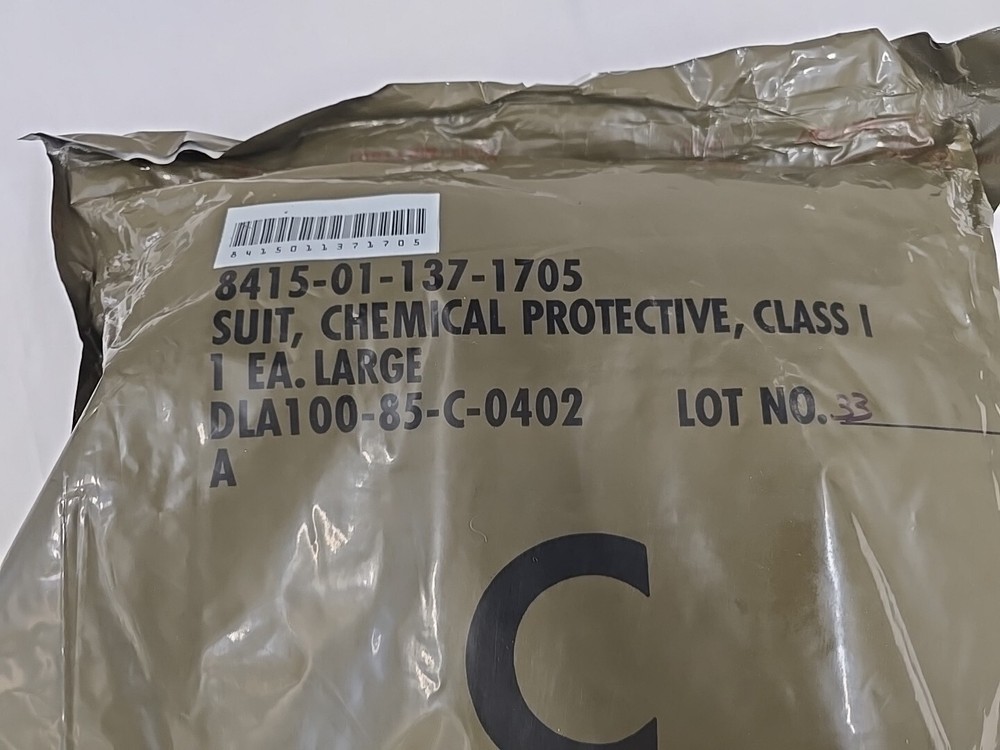 8415011371705
8415-01-137-1705
SUIT, CHEMICAL PROTECTIVE, CLASS I
1 EA. LARGE
DLA100-85-C-0402 LOT NO. 33
A
C